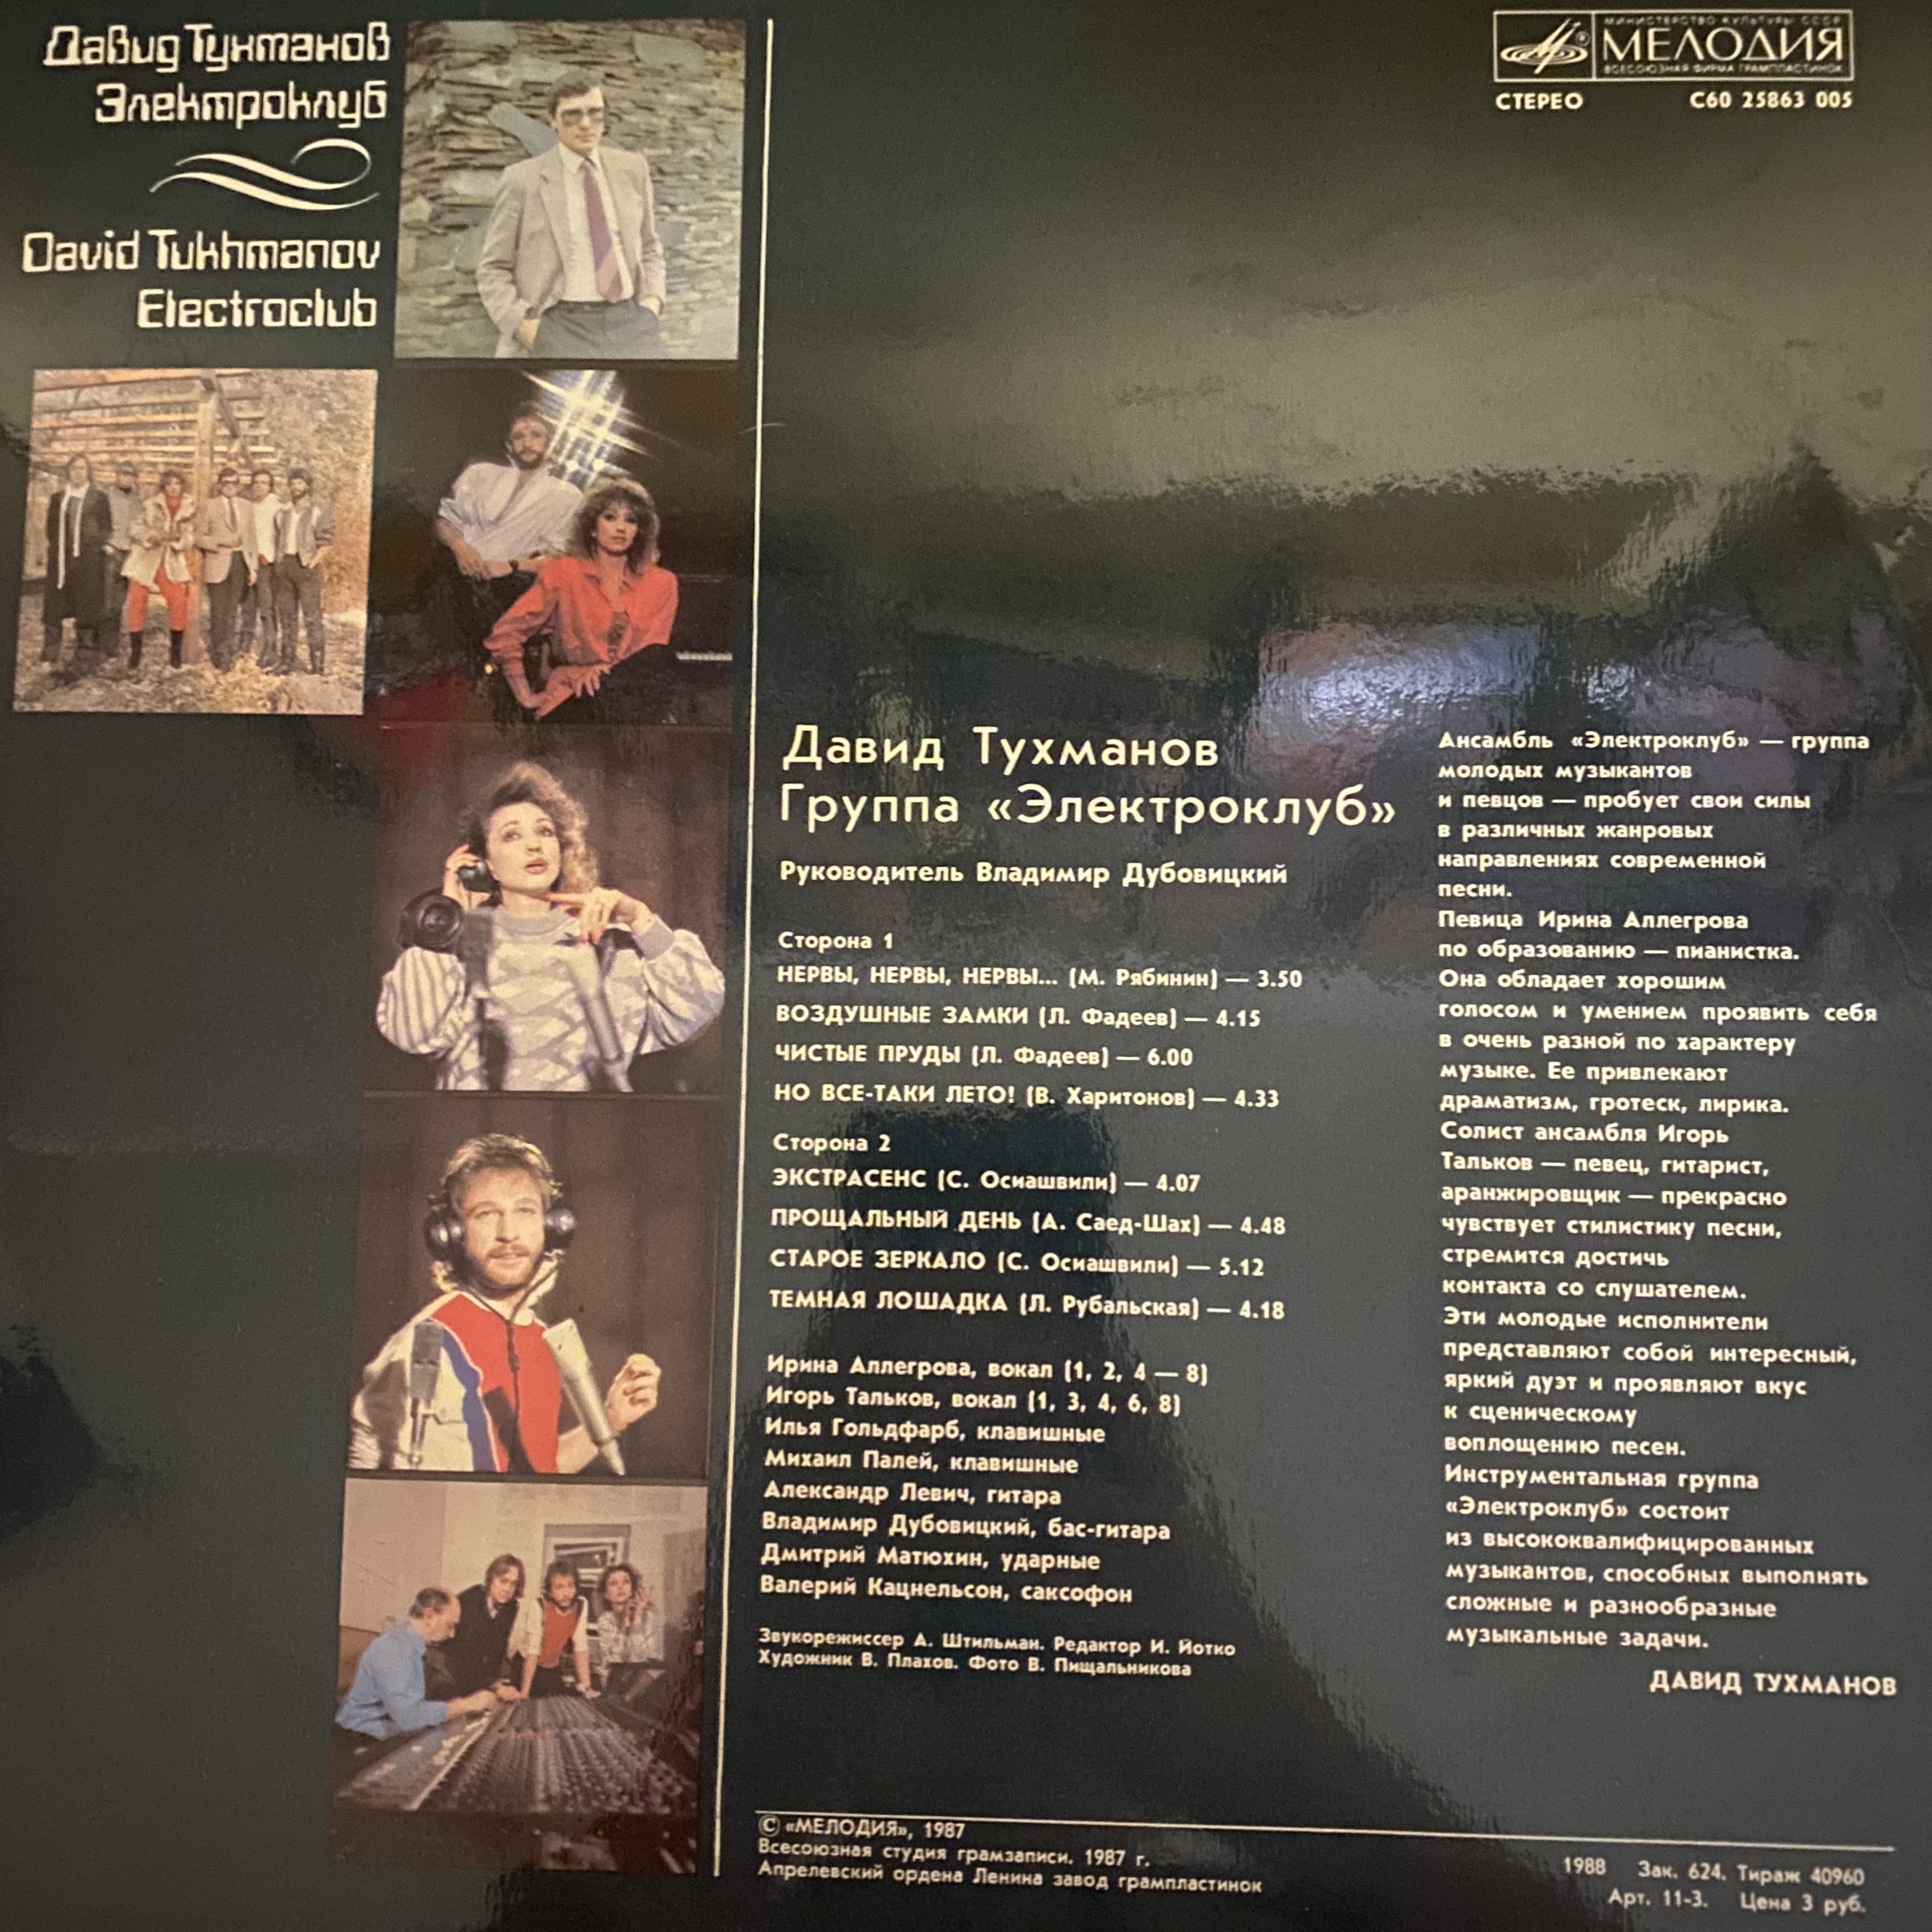 Давид Тухманов
Электроклуб
David Tukhmanov
Electroclub
МИНИСТЕРСТВО КУЛЬТУРЫ СССР
МЕЛОДИЯ
ВСЕСОЮЗНАЯ ФИРМА ГРАМПЛАСТИНОК
СТЕРЕО С60 25863 005
Давид Тухманов
Группа «Электроклуб»
Руководитель Владимир Дубовицкий
Сторона 1
НЕРВЫ, НЕРВЫ, НЕРВЫ... (М. Рябинин) — 3.50
ВОЗДУШНЫЕ ЗАМКИ (Л. Фадеев) — 4.15
ЧИСТЫЕ ПРУДЫ (Л. Фадеев) — 6.00
НО ВСЕ-ТАКИ ЛЕТО! (В. Харитонов) — 4.33
Сторона 2
ЭКСТРАСЕНС (С. Осиашвили) — 4.07
ПРОЩАЛЬНЫЙ ДЕНЬ (А. Саед-Шах) — 4.48
СТАРОЕ ЗЕРКАЛО (С. Осиашвили) — 5.12
ТЕМНАЯ ЛОШАДКА (Л. Рубальская) — 4.18
Ирина Аллегрова, вокал (1, 2, 4 — 8)
Игорь Тальков, вокал (1, 3, 4, 6, 8)
Илья Гольдфарб, клавишные
Михаил Палей, клавишные
Александр Левич, гитара
Владимир Дубовицкий, бас-гитара
Дмитрий Матюхин, ударные
Валерий Кацнельсон, саксофон
Звукорежиссер А. Штильман. Редактор И. Йотко
Художник В. Плахов. Фото В. Пищальникова
Ансамбль «Электроклуб» — группа
молодых музыкантов
и певцов — пробует свои силы
в различных жанровых
направлениях современной
песни.
Певица Ирина Аллегрова
по образованию — пианистка.
Она обладает хорошим
голосом и умением проявить себя
в очень разной по характеру
музыке. Ее привлекают
драматизм, гротеск, лирика.
Солист ансамбля Игорь
Тальков — певец, гитарист,
аранжировщик — прекрасно
чувствует стилистику песни,
стремится достичь
контакта со слушателем.
Эти молодые исполнители
представляют собой интересный,
яркий дуэт и проявляют вкус
к сценическому
воплощению песен.
Инструментальная группа
«Электроклуб» состоит
из высококвалифицированных
музыкантов, способных выполнять
сложные и разнообразные
музыкальные задачи.
ДАВИД ТУХМАНОВ
© «МЕЛОДИЯ», 1987
Всесоюзная студия грамзаписи. 1987 г.
Апрелевский ордена Ленина завод грампластинок
1988 Зак. 624. Тираж 40960
Арт. 11-3. Цена 3 руб.